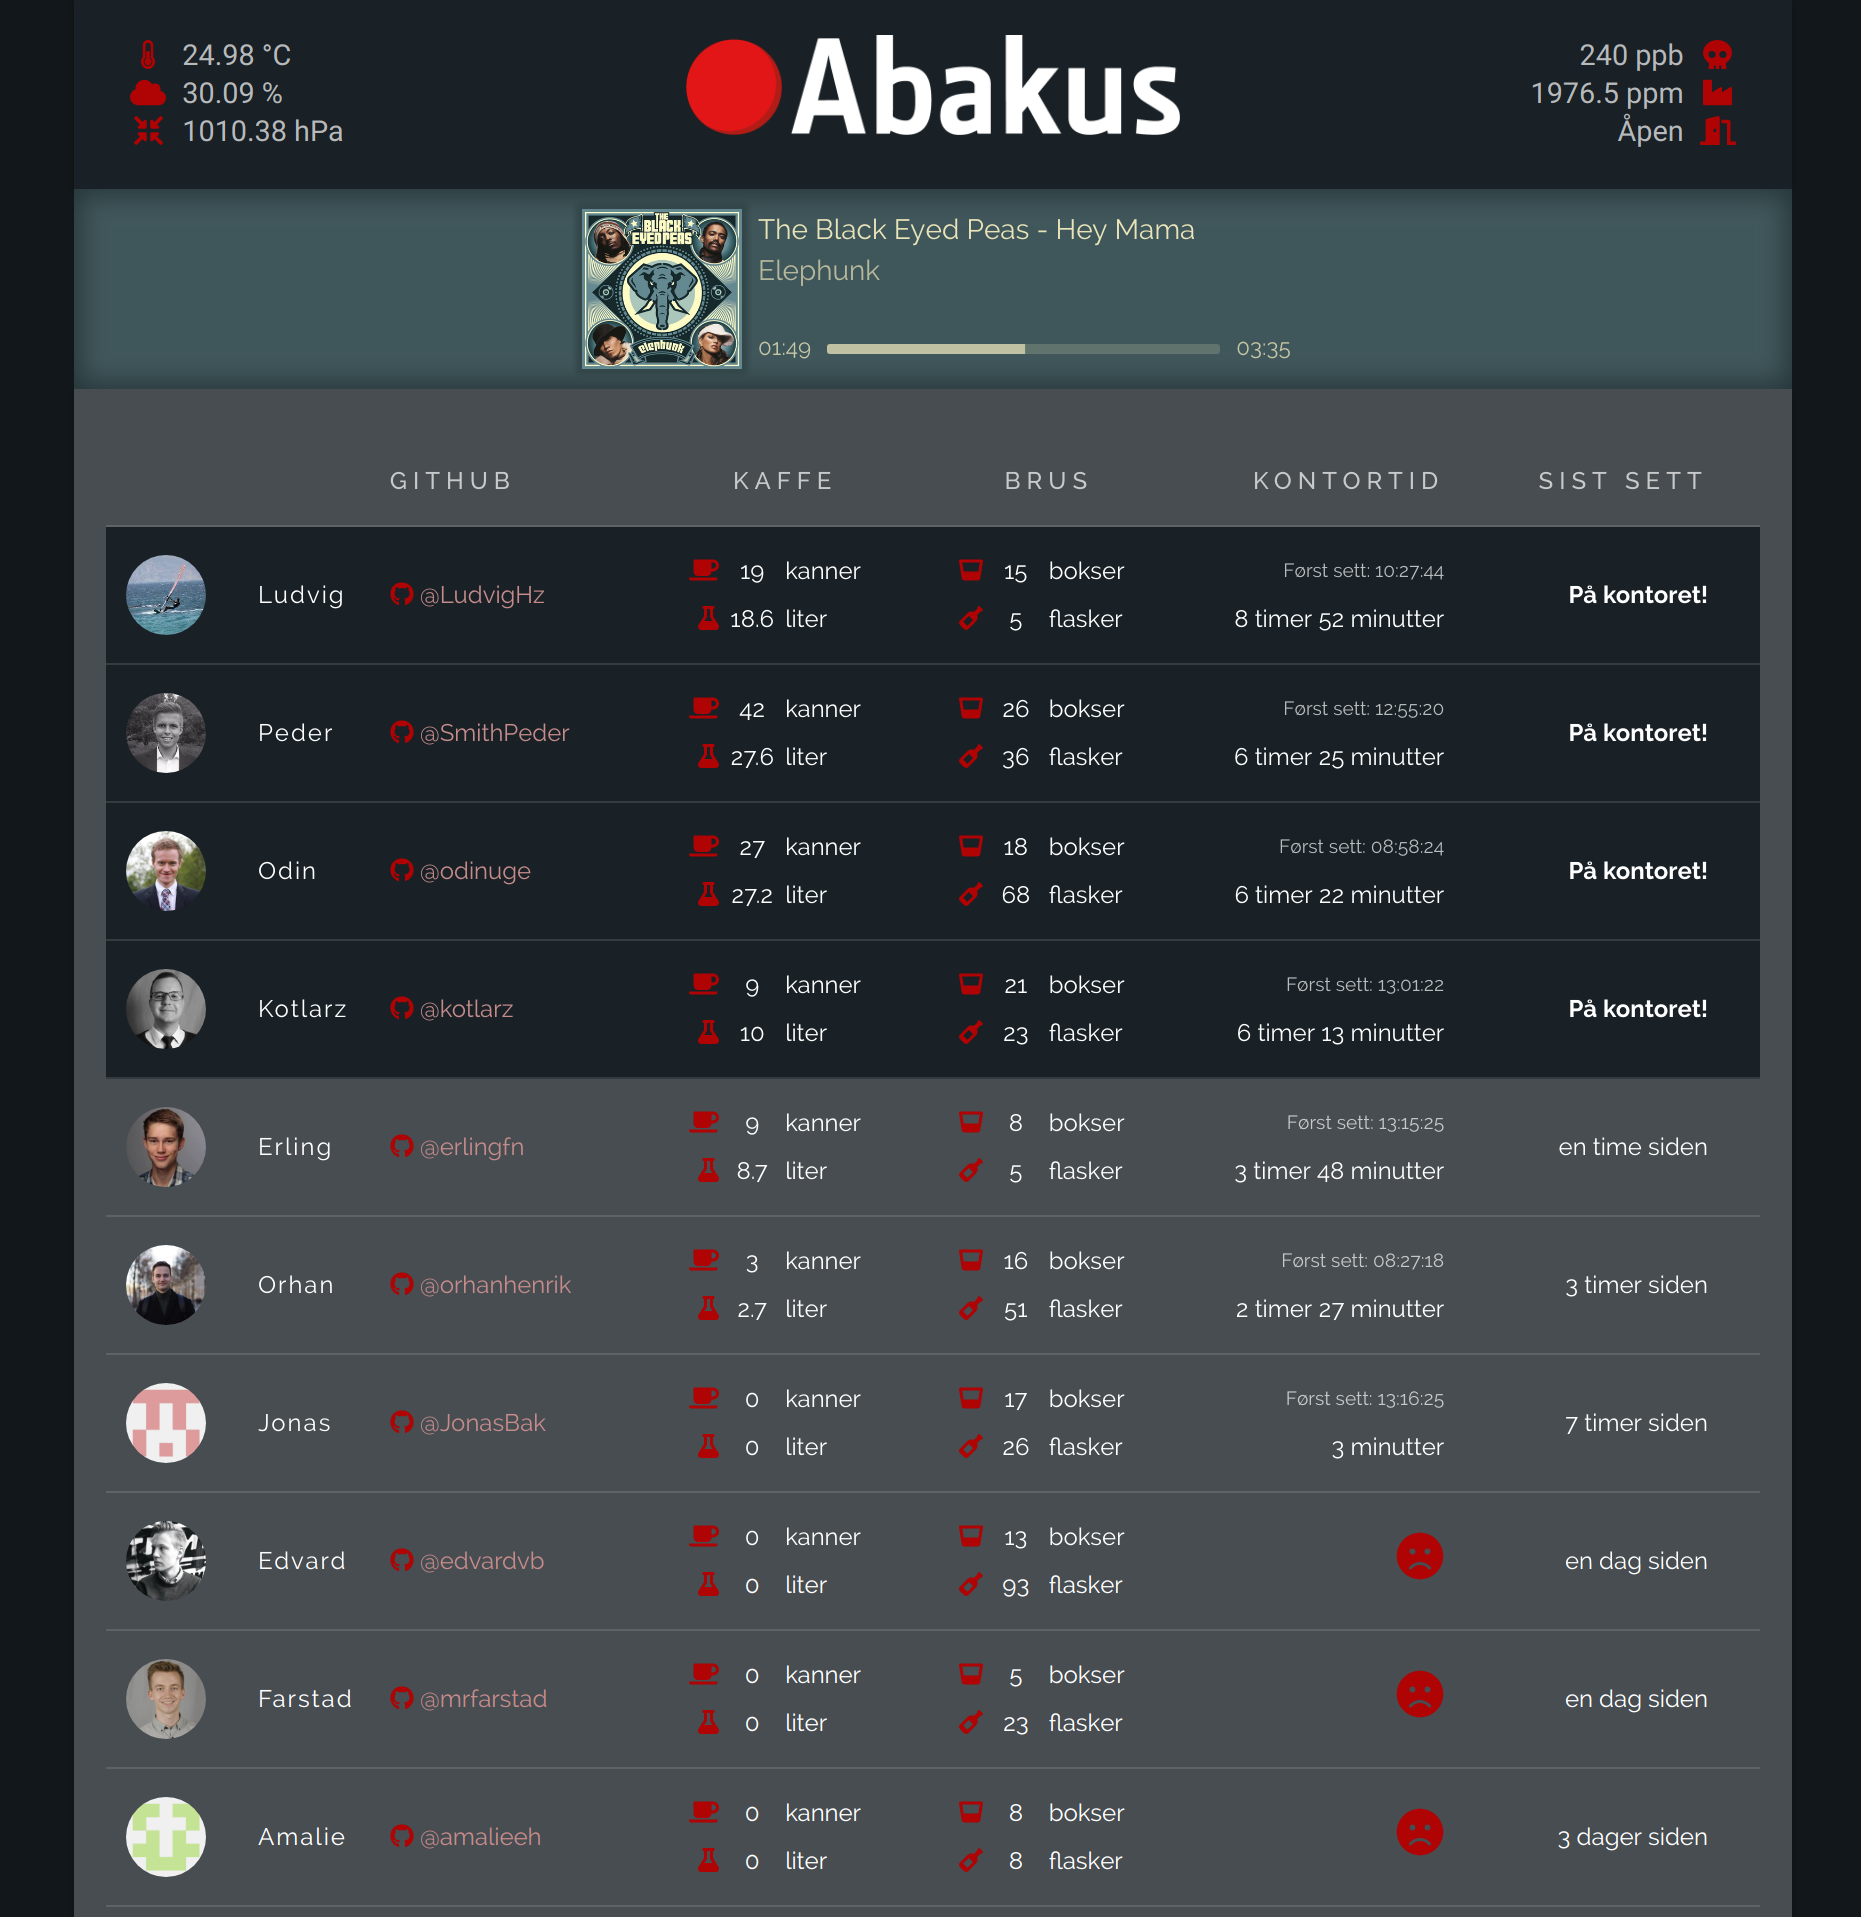 24.98 °C
30.09 %
1010.38 hPa
Abakus
240 ppb
1976.5 ppm
Åpen
THE BLACK EYED PEAS
elephunk
The Black Eyed Peas - Hey Mama
Elephunk
01:49 03:35
GITHUB KAFFE BRUS KONTORTID SIST SETT
Ludvig @LudvigHz 19 kanner 15 bokser Først sett: 10:27:44 På kontoret!
18.6 liter 5 flasker 8 timer 52 minutter
Peder @SmithPeder 42 kanner 26 bokser Først sett: 12:55:20 På kontoret!
27.6 liter 36 flasker 6 timer 25 minutter
Odin @odinuge 27 kanner 18 bokser Først sett: 08:58:24 På kontoret!
27.2 liter 68 flasker 6 timer 22 minutter
Kotlarz @kotlarz 9 kanner 21 bokser Først sett: 13:01:22 På kontoret!
10 liter 23 flasker 6 timer 13 minutter
Erling @erlingfn 9 kanner 8 bokser Først sett: 13:15:25 en time siden
8.7 liter 5 flasker 3 timer 48 minutter
Orhan @orhanhenrik 3 kanner 16 bokser Først sett: 08:27:18 3 timer siden
2.7 liter 51 flasker 2 timer 27 minutter
Jonas @JonasBak 0 kanner 17 bokser Først sett: 13:16:25 7 timer siden
0 liter 26 flasker 3 minutter
Edvard @edvardvb 0 kanner 13 bokser en dag siden
0 liter 93 flasker
Farstad @mrfarstad 0 kanner 5 bokser en dag siden
0 liter 23 flasker
Amalie @amalieeh 0 kanner 8 bokser 3 dager siden
0 liter 8 flasker